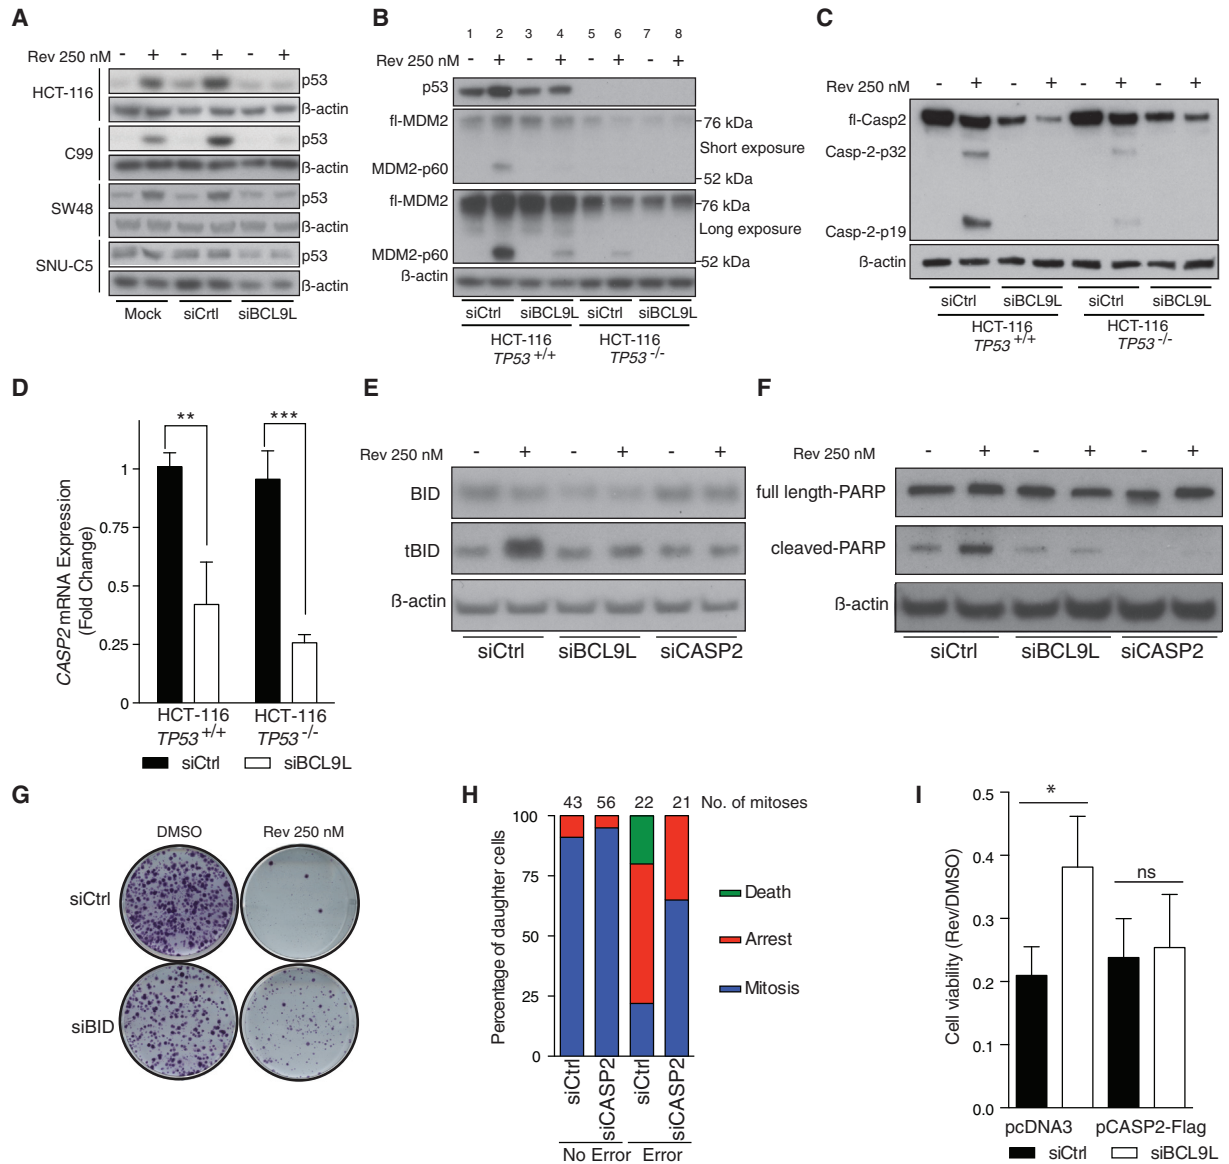 A
Rev 250 nM - + - + - +
HCT-116
p53
ß-actin
C99
p53
ß-actin
SW48
p53
ß-actin
SNU-C5
p53
ß-actin
Mock siCrtl siBCL9L
B
1 2 3 4 5 6 7 8
Rev 250 nM - + - + - + - +
p53
fl-MDM2
76 kDa
Short exposure
MDM2-p60
52 kDa
fl-MDM2
76 kDa
Long exposure
MDM2-p60
52 kDa
ß-actin
siCtrl siBCL9L siCtrl siBCL9L
HCT-116 HCT-116
TP53 +/+ TP53 -/-
C
Rev 250 nM - + - + - + - +
fl-Casp2
Casp-2-p32
Casp-2-p19
ß-actin
siCtrl siBCL9L siCtrl siBCL9L
HCT-116 HCT-116
TP53 +/+ TP53 -/-
D
** ***
CASP2 mRNA Expression
(Fold Change)
1
0.75
0.5
0.25
0
HCT-116 HCT-116
TP53 +/+ TP53 -/-
siCtrl siBCL9L
E
Rev 250 nM - + - + - +
BID
tBID
ß-actin
siCtrl siBCL9L siCASP2
F
Rev 250 nM - + - + - +
full length-PARP
cleaved-PARP
ß-actin
siCtrl siBCL9L siCASP2
G
DMSO Rev 250 nM
siCtrl
siBID
H
43 56 22 21 No. of mitoses
Percentage of daughter cells
100
75
50
25
0
Death
Arrest
Mitosis
siCtrl siCASP2 siCtrl siCASP2
No Error Error
I
Cell viability (Rev/DMSO)
0.5
0.4
0.3
0.2
0.1
0.0
* ns
pcDNA3 pCASP2-Flag
siCtrl siBCL9L